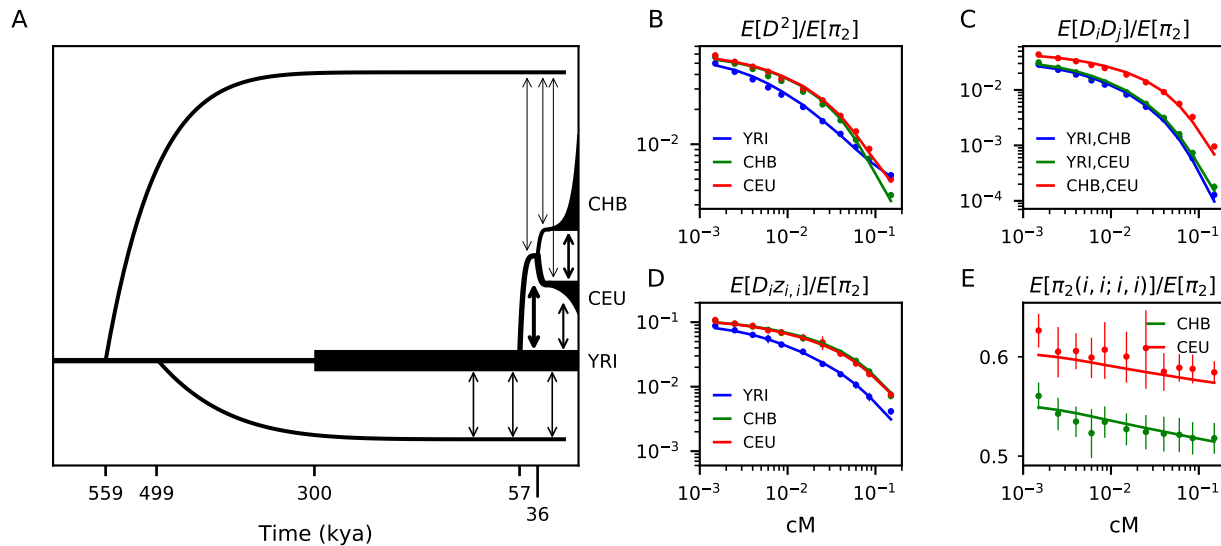 A
CHB
CEU
YRI
559
499
300
57
36
Time (kya)
B
E[D²]/E[π₂]
10⁻²
YRI
CHB
CEU
10⁻³
10⁻²
10⁻¹
C
E[DᵢDⱼ]/E[π₂]
10⁻²
10⁻³
10⁻⁴
YRI,CHB
YRI,CEU
CHB,CEU
10⁻³
10⁻²
10⁻¹
D
E[Dᵢzᵢ,ᵢ]/E[π₂]
10⁻¹
10⁻²
10⁻³
YRI
CHB
CEU
10⁻³
10⁻²
10⁻¹
cM
E
E[π₂(i, i; i, i)]/E[π₂]
CHB
CEU
0.6
0.5
10⁻³
10⁻²
10⁻¹
cM